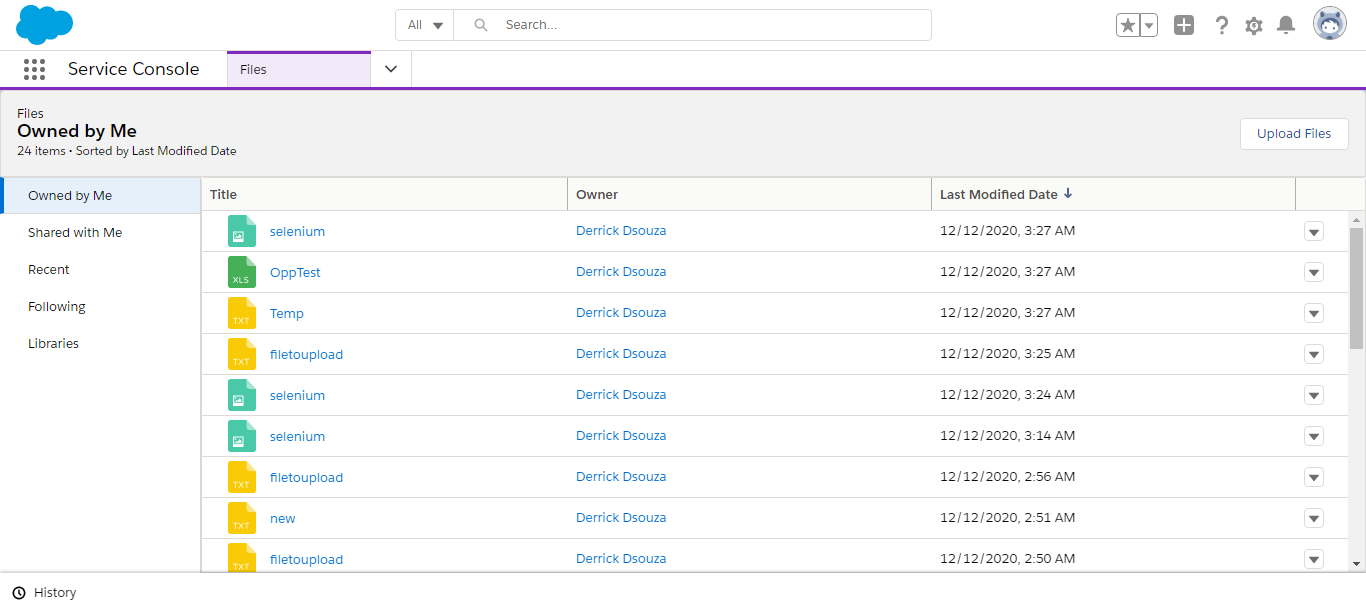 All Search...
Service Console Files
Files
Owned by Me
24 items • Sorted by Last Modified Date
Upload Files
Owned by Me
Shared with Me
Recent
Following
Libraries
Title Owner Last Modified Date
selenium Derrick Dsouza 12/12/2020, 3:27 AM
XLS OppTest Derrick Dsouza 12/12/2020, 3:27 AM
TXT Temp Derrick Dsouza 12/12/2020, 3:27 AM
TXT filetoupload Derrick Dsouza 12/12/2020, 3:25 AM
selenium Derrick Dsouza 12/12/2020, 3:24 AM
selenium Derrick Dsouza 12/12/2020, 3:14 AM
TXT filetoupload Derrick Dsouza 12/12/2020, 2:56 AM
TXT new Derrick Dsouza 12/12/2020, 2:51 AM
TXT filetoupload Derrick Dsouza 12/12/2020, 2:50 AM
History